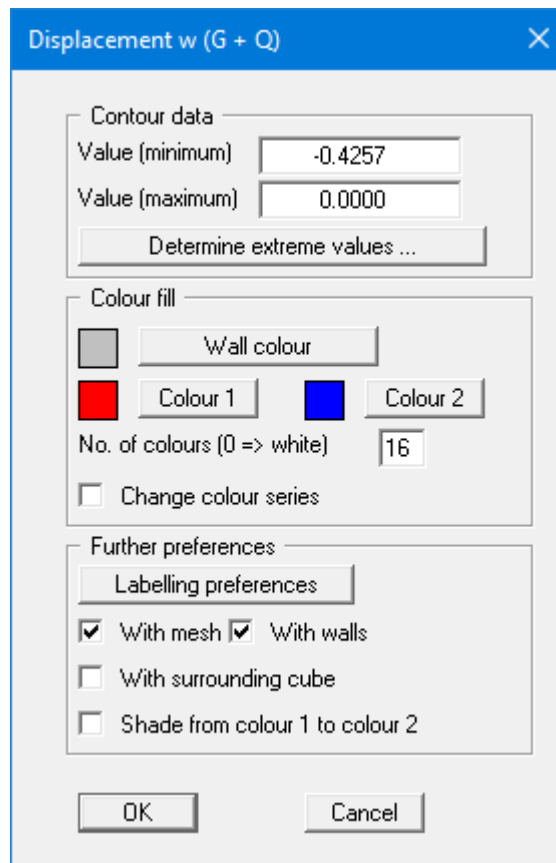 Displacement w (G + Q)
Contour data
Value (minimum) -0.4257
Value (maximum) 0.0000
Determine extreme values ...
Colour fill
Wall colour
Colour 1 Colour 2
No. of colours (0 => white) 16
Change colour series
Further preferences
Labelling preferences
With mesh With walls
With surrounding cube
Shade from colour 1 to colour 2
OK Cancel